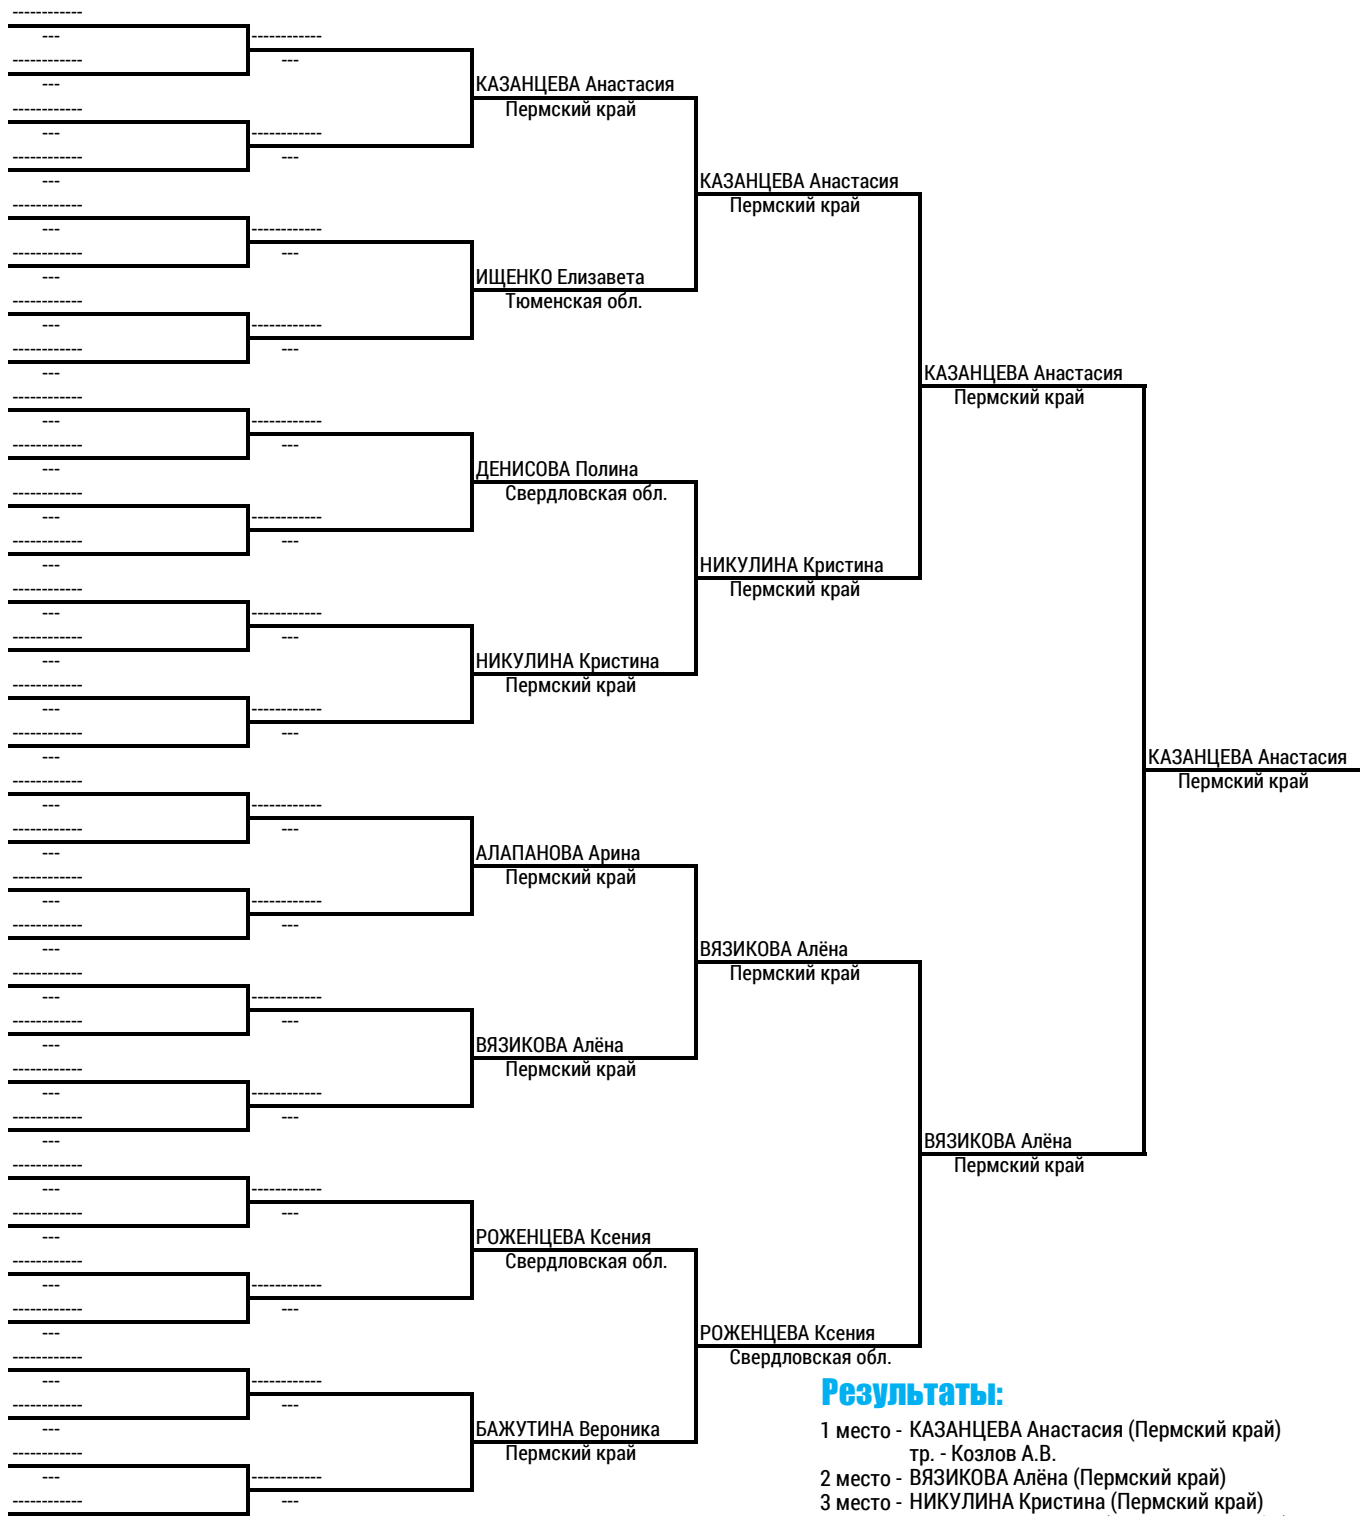 КАЗАНЦЕВА Анастасия
Пермский край
КАЗАНЦЕВА Анастасия
Пермский край
ИЩЕНКО Елизавета
Тюменская обл.
КАЗАНЦЕВА Анастасия
Пермский край
ДЕНИСОВА Полина
Свердловская обл.
НИКУЛИНА Кристина
Пермский край
НИКУЛИНА Кристина
Пермский край
КАЗАНЦЕВА Анастасия
Пермский край
АЛАПАНОВА Арина
Пермский край
ВЯЗИКОВА Алёна
Пермский край
ВЯЗИКОВА Алёна
Пермский край
ВЯЗИКОВА Алёна
Пермский край
РОЖЕНЦЕВА Ксения
Свердловская обл.
РОЖЕНЦЕВА Ксения
Свердловская обл.
БАЖУТИНА Вероника
Пермский край
Результаты:
1 место - КАЗАНЦЕВА Анастасия (Пермский край)
тр. - Козлов А.В.
2 место - ВЯЗИКОВА Алёна (Пермский край)
3 место - НИКУЛИНА Кристина (Пермский край)